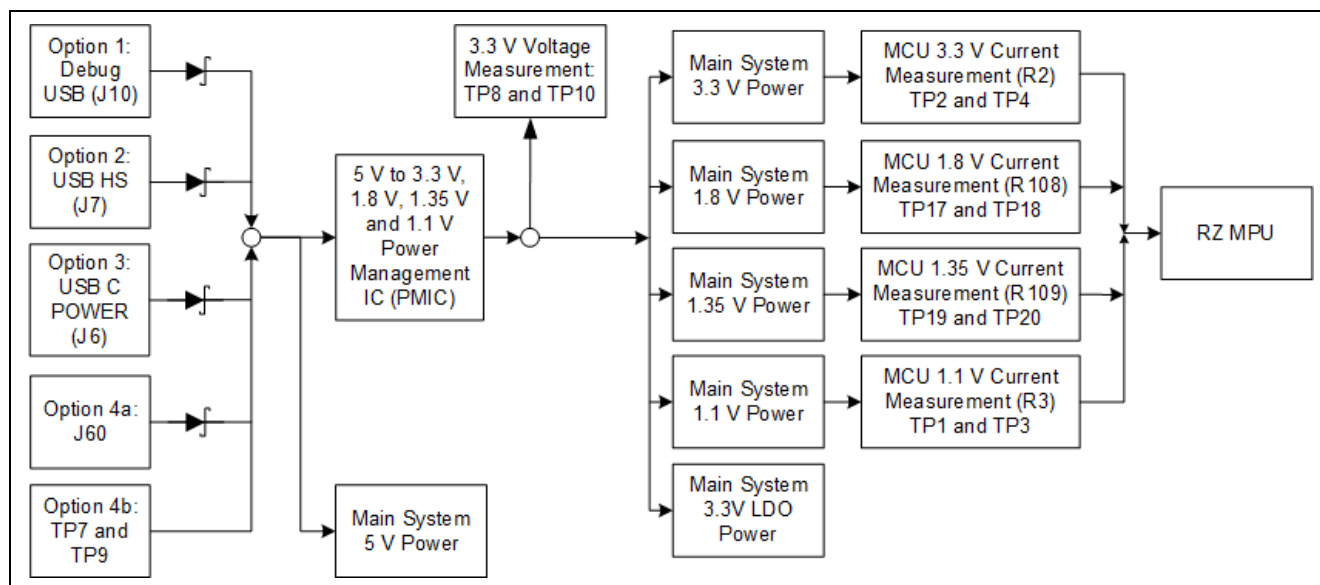 Option 1:
Debug
USB (J10)
Option 2:
USB HS
(J7)
Option 3:
USB C
POWER
(J6)
Option 4a:
J60
Option 4b:
TP7 and
TP9
5 V to 3.3 V,
1.8 V, 1.35 V
and 1.1 V
Power
Management
IC (PMIC)
Main System
5 V Power
3.3 V Voltage
Measurement:
TP8 and TP10
Main System
3.3 V Power
Main System
1.8 V Power
Main System
1.35 V Power
Main System
1.1 V Power
Main System
3.3V LDO
Power
MCU 3.3 V Current
Measurement (R2)
TP2 and TP4
MCU 1.8 V Current
Measurement (R108)
TP17 and TP18
MCU 1.35 V Current
Measurement (R109)
TP19 and TP20
MCU 1.1 V Current
Measurement (R3)
TP1 and TP3
RZ MPU